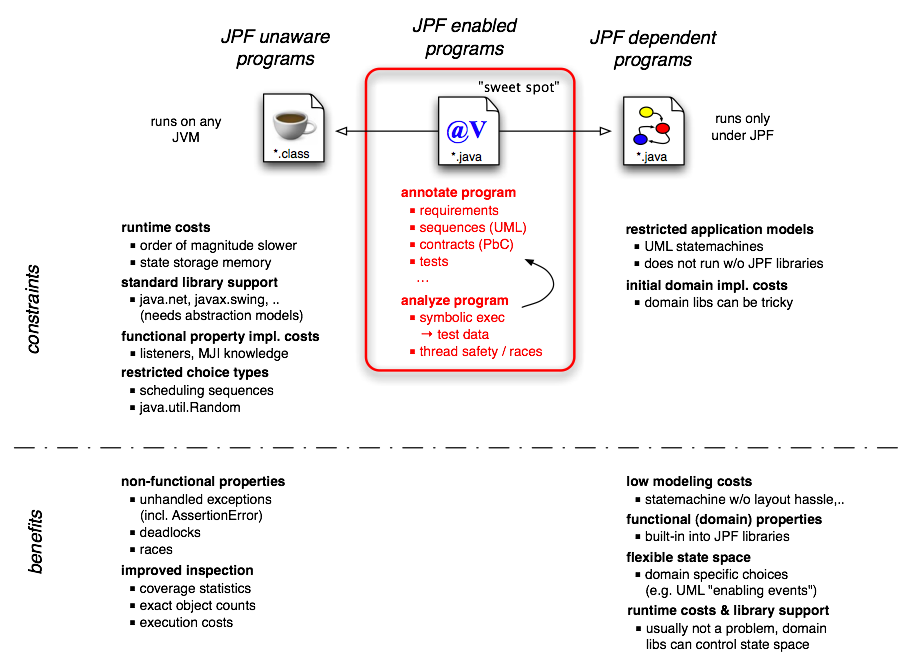 JPF unaware
programs
JPF enabled
programs
JPF dependent
programs
"sweet spot"
runs on any
JVM
*.class
@V
*.java
*.java
runs only
under JPF
constraints
runtime costs
▪ order of magnitude slower
▪ state storage memory
standard library support
▪ java.net, javax.swing, ..
(needs abstraction models)
functional property impl. costs
▪ listeners, MJI knowledge
restricted choice types
▪ scheduling sequences
▪ java.util.Random
annotate program
▪ requirements
▪ sequences (UML)
▪ contracts (PbC)
▪ tests
...
analyze program
▪ symbolic exec
→ test data
▪ thread safety / races
restricted application models
▪ UML statemachines
▪ does not run w/o JPF libraries
initial domain impl. costs
▪ domain libs can be tricky
benefits
non-functional properties
▪ unhandled exceptions
(incl. AssertionError)
▪ deadlocks
▪ races
improved inspection
▪ coverage statistics
▪ exact object counts
▪ execution costs
low modeling costs
▪ statemachine w/o layout hassle,..
functional (domain) properties
▪ built-in into JPF libraries
flexible state space
▪ domain specific choices
(e.g. UML "enabling events")
runtime costs & library support
▪ usually not a problem, domain
libs can control state space